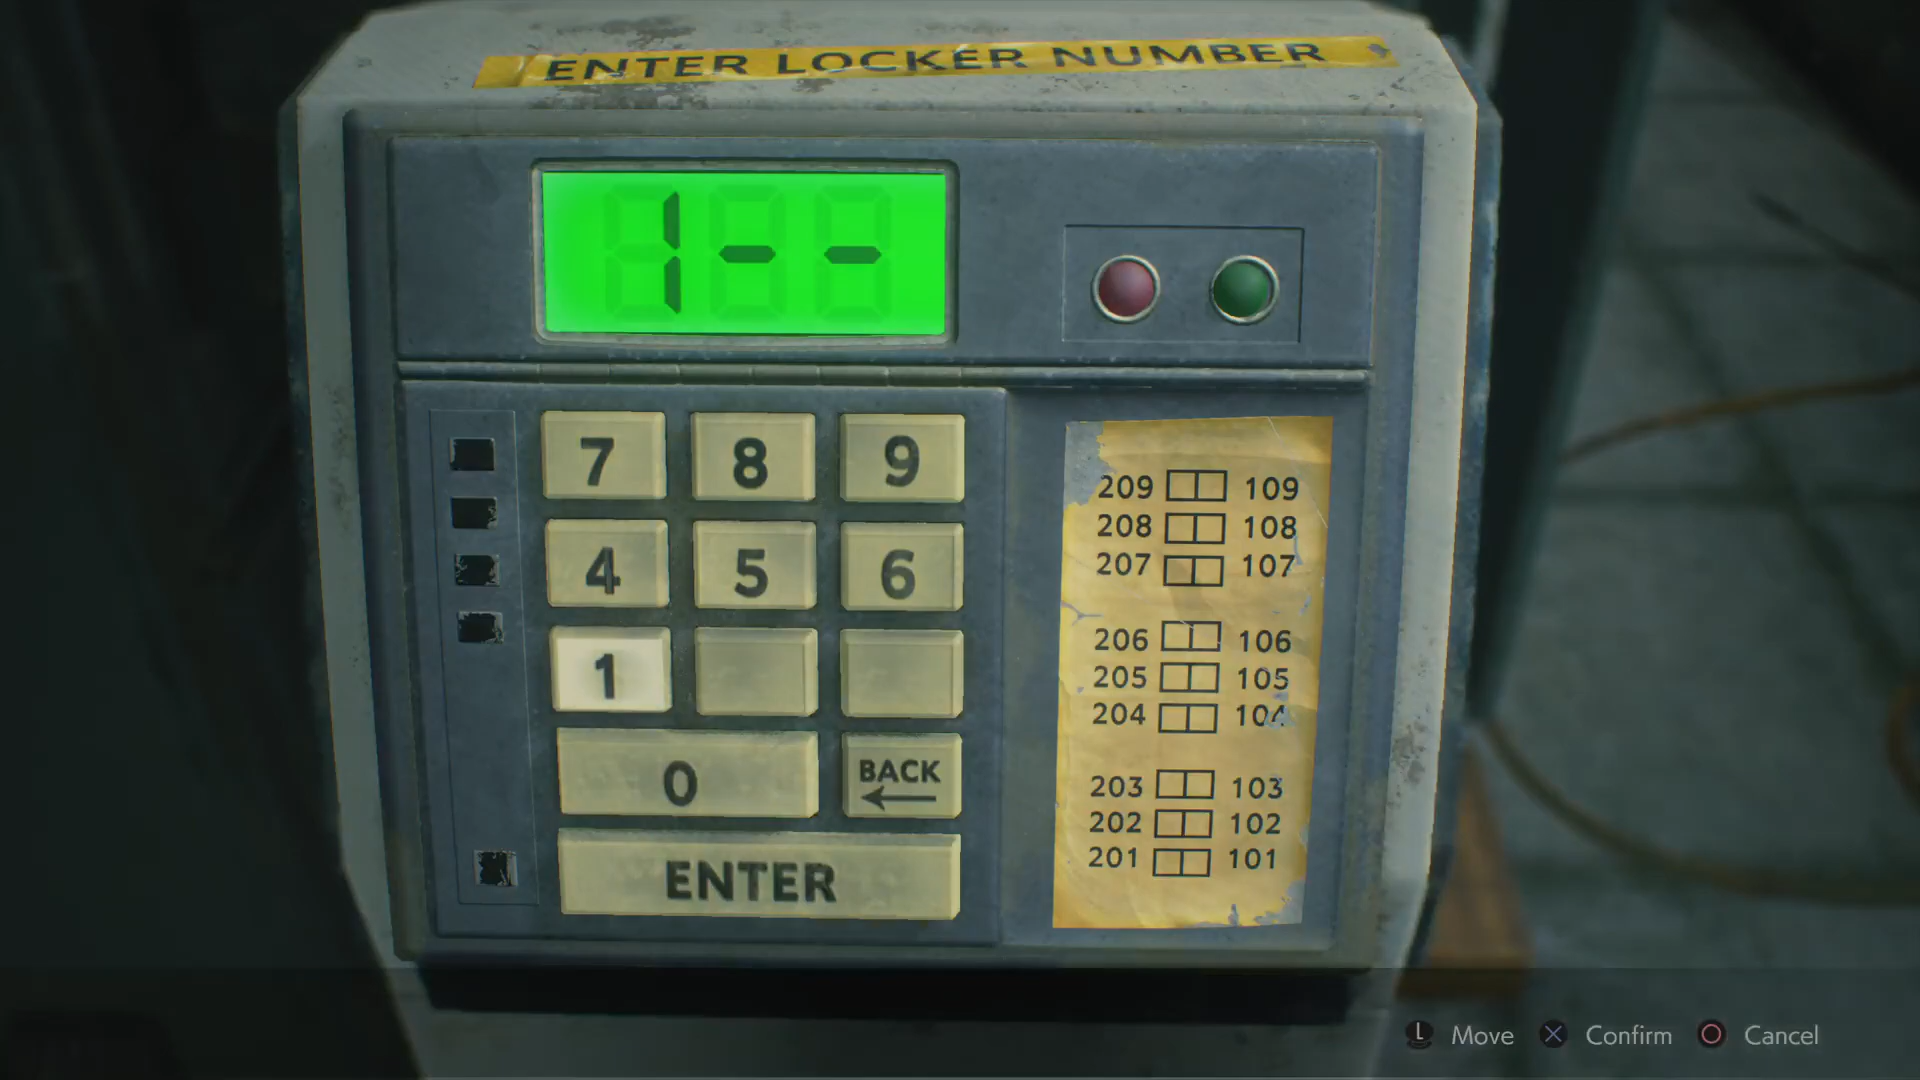 ENTER LOCKER NUMBER
1--
7 8 9
4 5 6
1
0 BACK
ENTER
209 109
208 108
207 107
206 106
205 105
204 104
203 103
202 102
201 101
L Move Confirm Cancel